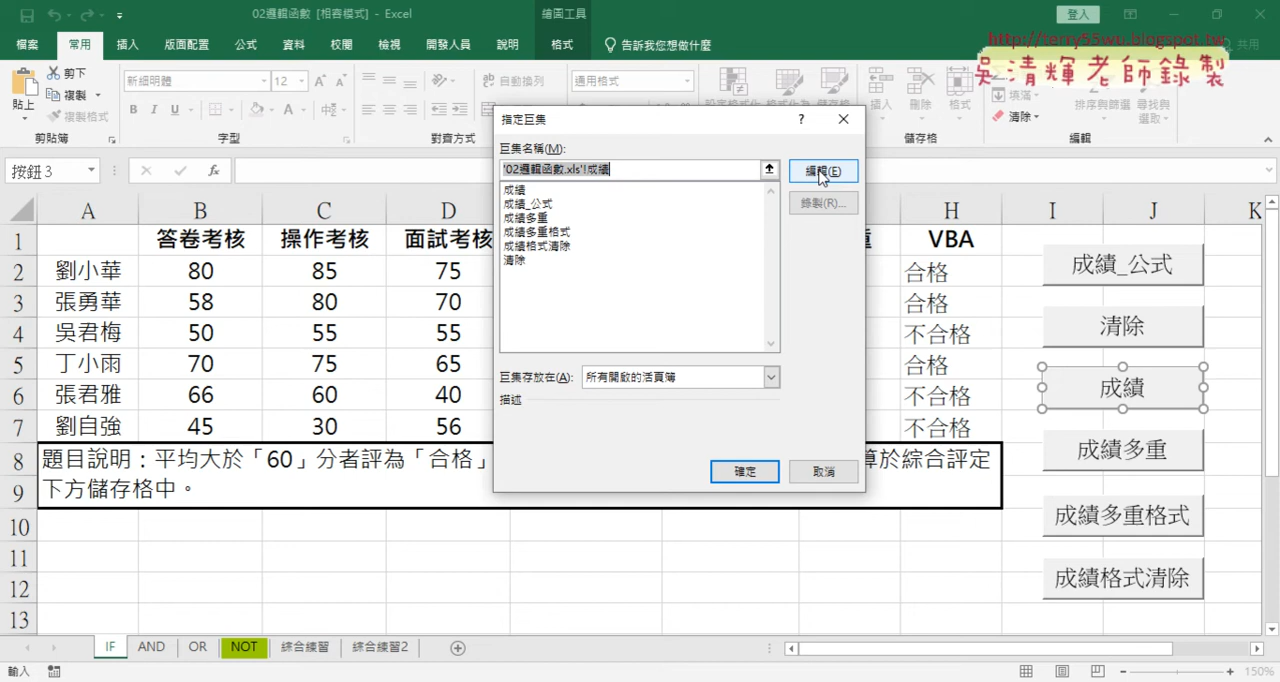 02邏輯函數 [相容模式] - Excel
繪圖工具
登入
檔案 常用 插入 版面配置 公式 資料 校閱 檢視 開發人員 說明 格式 告訴我您想做什麼
http://terry55wu.blogspot.tw
吳清輝老師錄製
貼上
剪下
複製
複製格式
新細明體 12
B I U
自動換列
通用格式
插入 刪除 格式
填滿
清除
排序與篩選 尋找與選取
剪貼簿 字型 對齊方式 儲存格 編輯
按鈕 3
fx
指定巨集
巨集名稱(M):
'02邏輯函數.xls'!成績
編輯(E)
錄製(R)...
成績
成績_公式
成績多重
成績多重格式
成績格式清除
清除
巨集存放在(A): 所有開啟的活頁簿
描述
確定 取消
A B C D H I J K
1 答卷考核 操作考核 面試考核 VBA
2 劉小華 80 85 75 合格
3 張勇華 58 80 70 合格
4 吳君梅 50 55 55 不合格
5 丁小雨 70 75 65 合格
6 張君雅 66 60 40 不合格
7 劉自強 45 30 56 不合格
8 題目說明：平均大於「60」分者評為「合格」 算於綜合評定
9 下方儲存格中。
10
11
12
13
成績_公式
清除
成績
成績多重
成績多重格式
成績格式清除
IF AND OR NOT 綜合練習 綜合練習2
輸入
150%